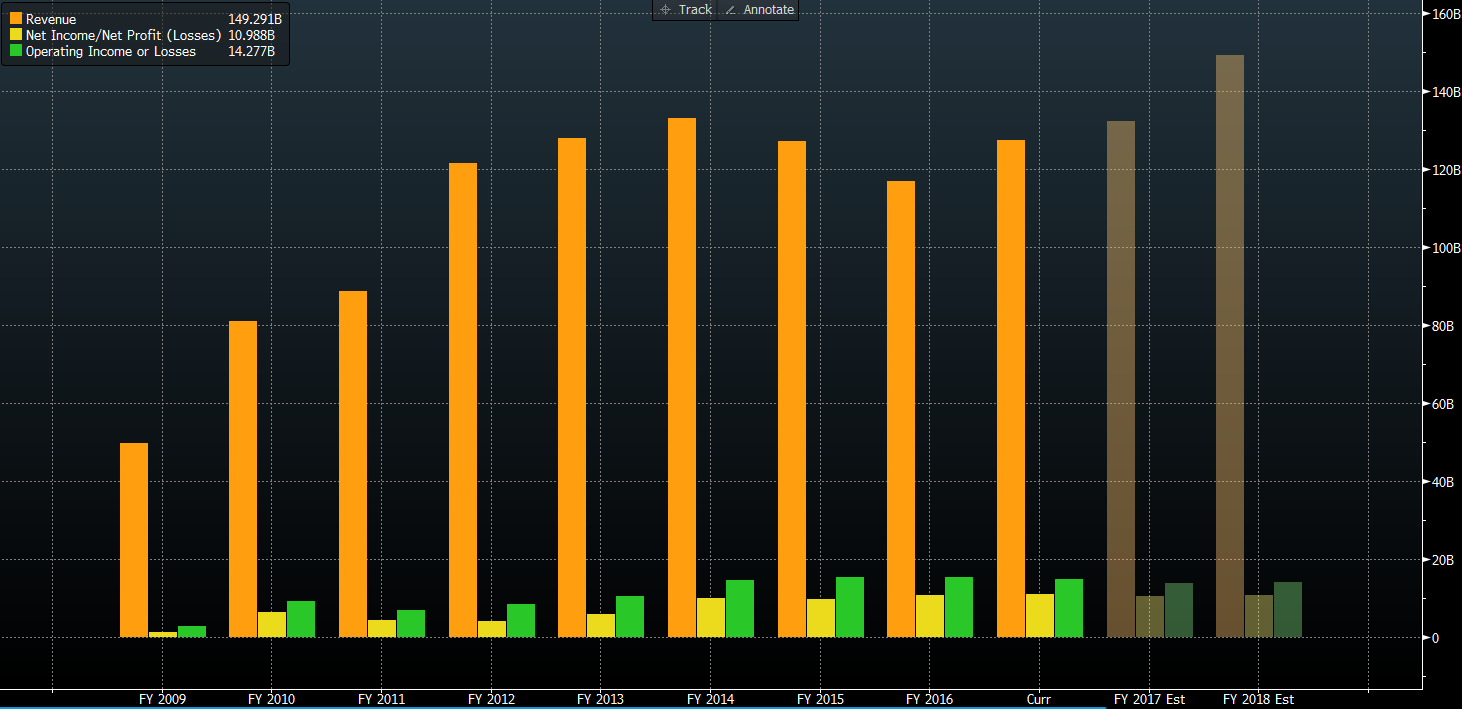 Track Annotate
Revenue 149.291B
Net Income/Net Profit (Losses) 10.988B
Operating Income or Losses 14.277B
160B
140B
120B
100B
80B
60B
40B
20B
0
FY 2009 FY 2010 FY 2011 FY 2012 FY 2013 FY 2014 FY 2015 FY 2016 Curr FY 2017 Est FY 2018 Est